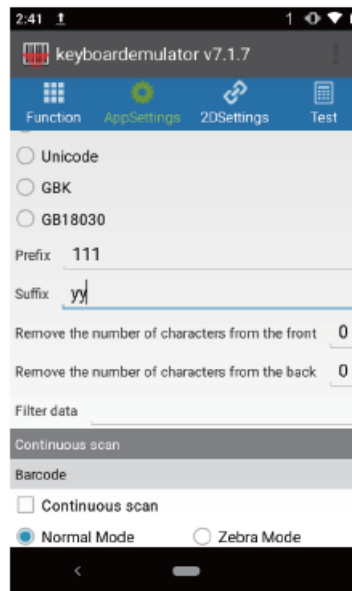 2:41 1
keyboardemulator v7.1.7
Function AppSettings 2DSettings Test
Unicode
GBK
GB18030
Prefix 111
Suffix yy
Remove the number of characters from the front 0
Remove the number of characters from the back 0
Filter data
Continuous scan
Barcode
Continuous scan
Normal Mode Zebra Mode